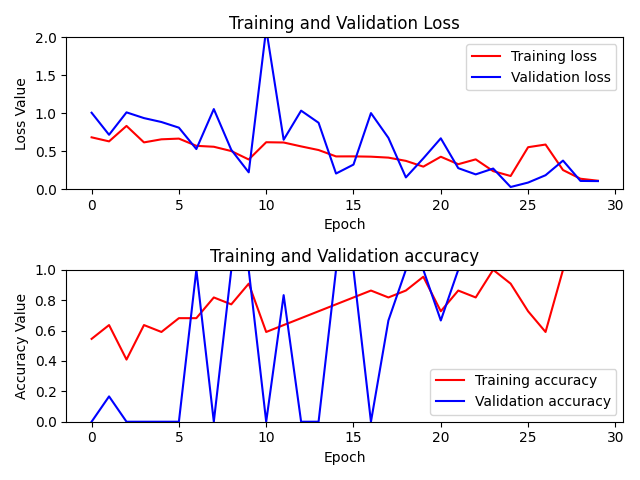 Training and Validation Loss
2.0
1.5
1.0
0.5
0.0
Loss Value
Training loss
Validation loss
0 5 10 15 20 25 30
Epoch
Training and Validation accuracy
1.0
0.8
0.6
0.4
0.2
0.0
Accuracy Value
Training accuracy
Validation accuracy
0 5 10 15 20 25 30
Epoch